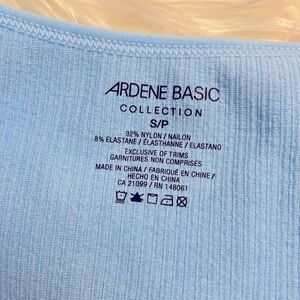 ARDENE BASIC
COLLECTION
S/P
92% NYLON / NAILON
8% ELASTANE / ÉLASTHANNE / ELASTANO
EXCLUSIVE OF TRIMS
GARNITURES NON COMPRISES
MADE IN CHINA / FABRIQUÉ EN CHINE /
HECHO EN CHINA
CA 21099 / RN 148061